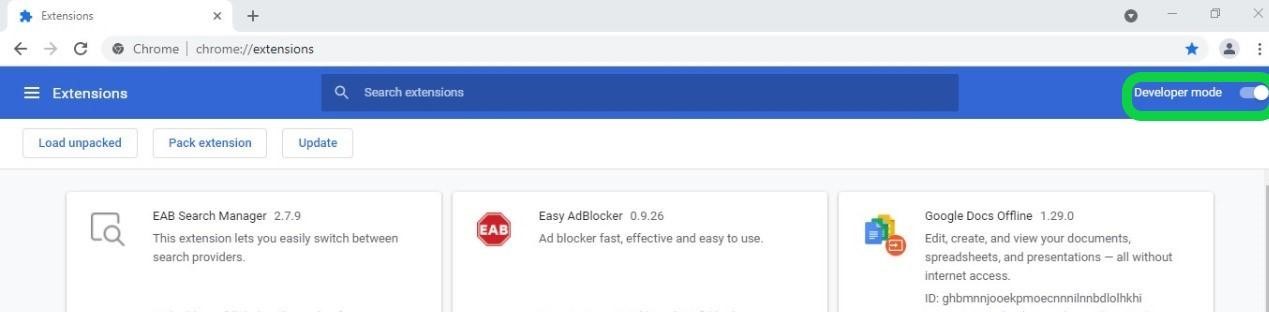 Extensions
Chrome | chrome://extensions
Extensions
Search extensions
Developer mode
Load unpacked
Pack extension
Update
EAB Search Manager 2.7.9
This extension lets you easily switch between
search providers.
EAB
Easy AdBlocker 0.9.26
Ad blocker fast, effective and easy to use.
Google Docs Offline 1.29.0
Edit, create, and view your documents,
spreadsheets, and presentations — all without
internet access.
ID: ghbmnnjooekpmoecnnnilnnbdlolhkhi